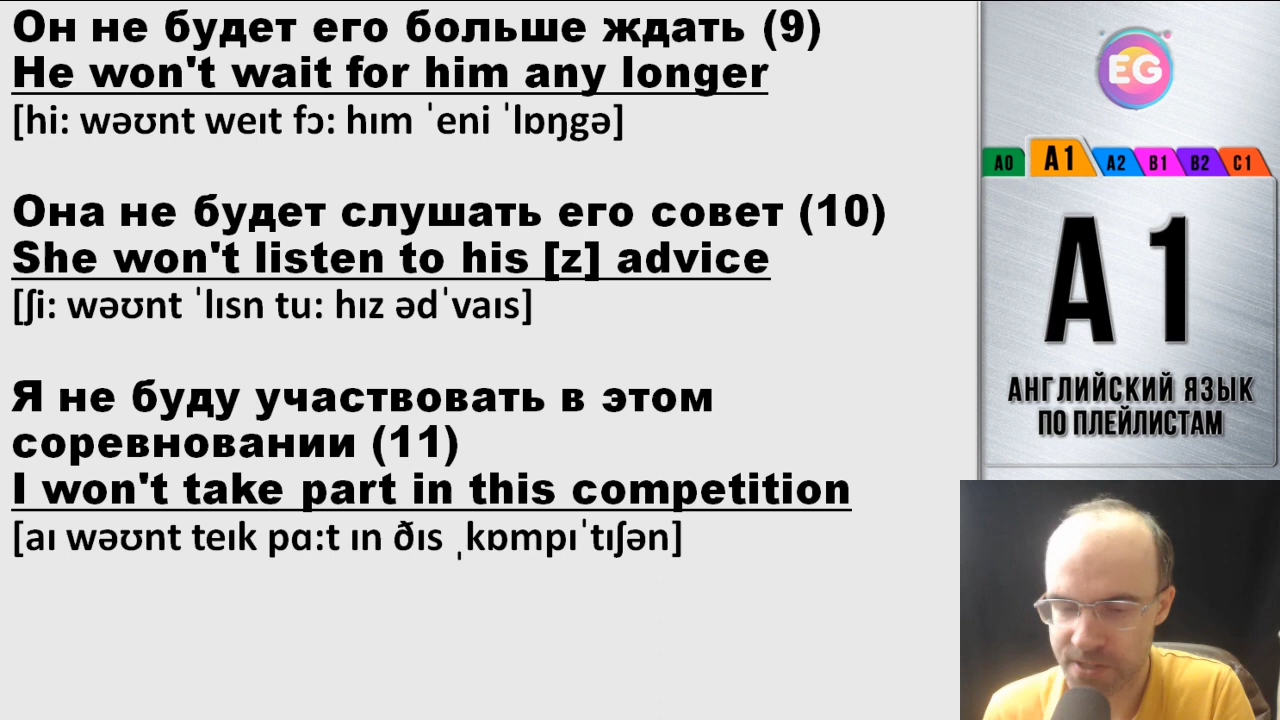 Он не будет его больше ждать (9)
He won't wait for him any longer
[hi: wəʊnt weɪt fɔ: hɪm ˈeni ˈlɒŋgə]
Она не будет слушать его совет (10)
She won't listen to his [z] advice
[ʃi: wəʊnt ˈlɪsn tu: hɪz ədˈvaɪs]
Я не буду участвовать в этом
соревновании (11)
I won't take part in this competition
[aɪ wəʊnt teɪk pɑ:t ɪn ðɪs ˌkɒmpɪˈtɪʃən]
EG
A0 A1 A2 B1 B2 C1
A 1
АНГЛИЙСКИЙ ЯЗЫК
ПО ПЛЕЙЛИСТАМ